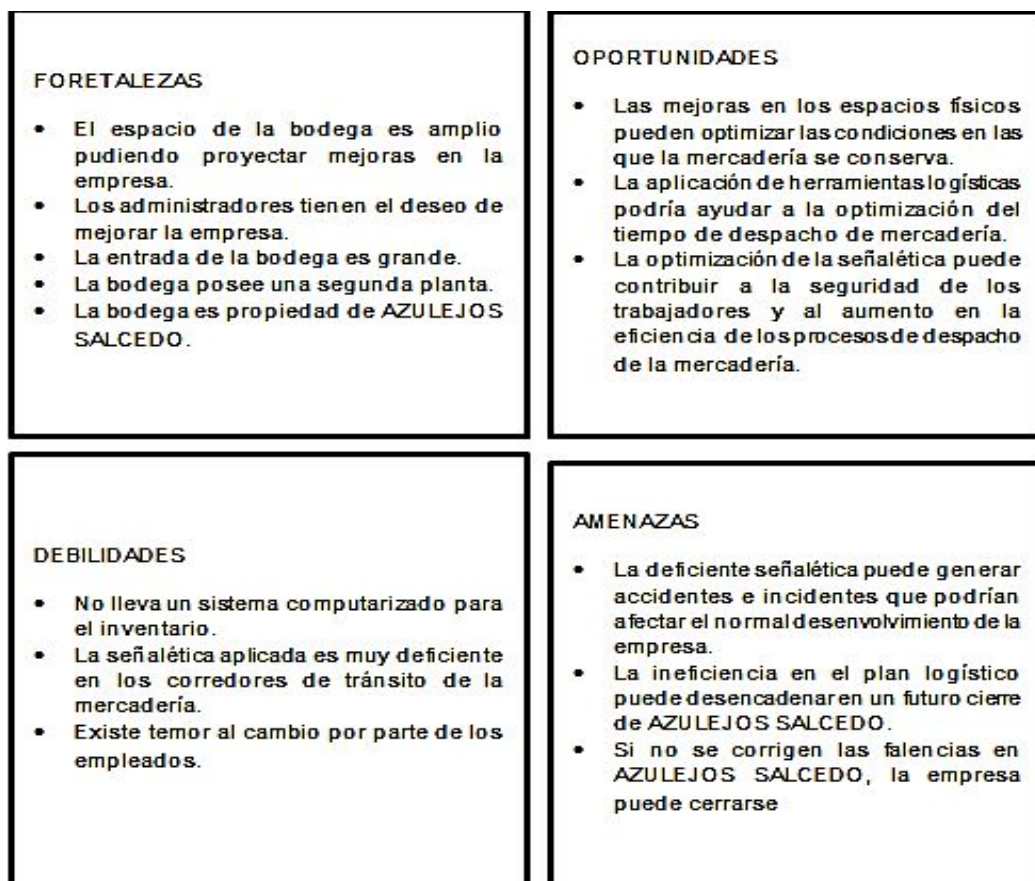 FORETALEZAS
• El espacio de la bodega es amplio
pudiendo proyectar mejoras en la
empresa.
• Los administradores tienen el deseo de
mejorar la empresa.
• La entrada de la bodega es grande.
• La bodega posee una segunda planta.
• La bodega es propiedad de AZULEJOS
SALCEDO.
OPORTUNIDADES
• Las mejoras en los espacios físicos
pueden optimizar las condiciones en las
que la mercadería se conserva.
• La aplicación de herramientas logísticas
podría ayudar a la optimización del
tiempo de despacho de mercadería.
• La optimización de la señalética puede
contribuir a la seguridad de los
trabajadores y al aumento en la
eficiencia de los procesos de despacho
de la mercadería.
DEBILIDADES
• No lleva un sistema computarizado para
el inventario.
• La señalética aplicada es muy deficiente
en los corredores de tránsito de la
mercadería.
• Existe temor al cambio por parte de los
empleados.
AMENAZAS
• La deficiente señalética puede generar
accidentes e incidentes que podrían
afectar el normal desenvolvimiento de la
empresa.
• La ineficiencia en el plan logístico
puede desencadenar en un futuro cierre
de AZULEJOS SALCEDO.
• Si no se corrigen las falencias en
AZULEJOS SALCEDO, la empresa
puede cerrarse